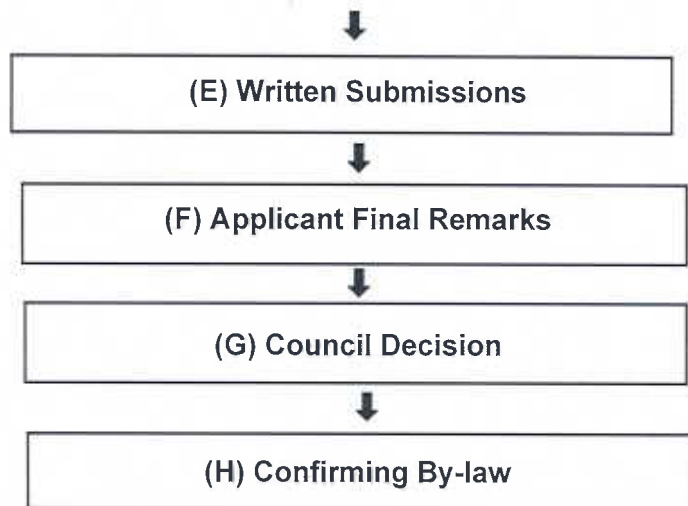 (E) Written Submissions
(F) Applicant Final Remarks
(G) Council Decision
(H) Confirming By-law